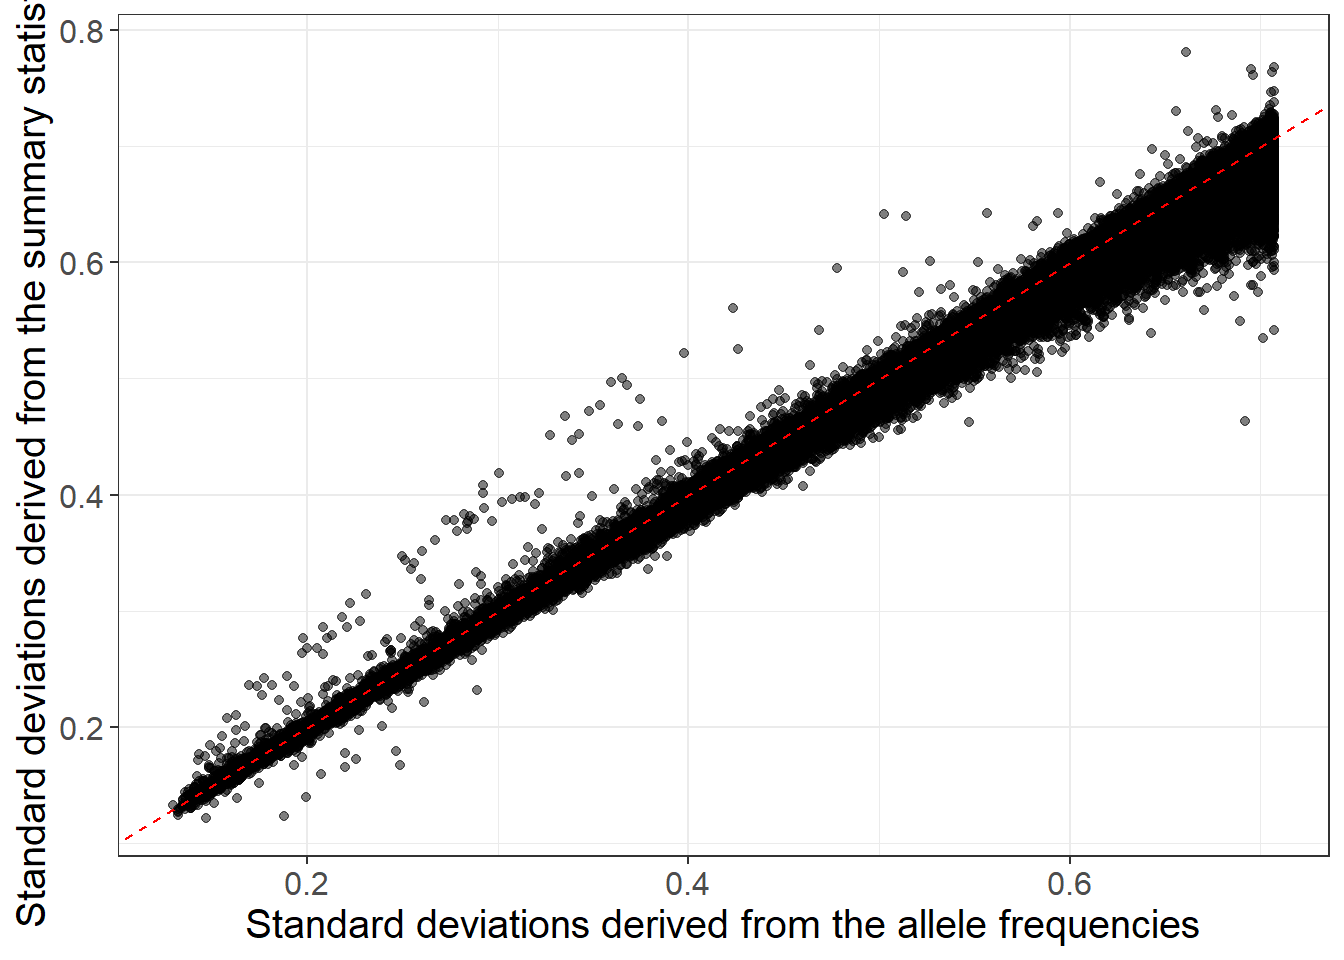 Standard deviations derived from the summary statis
0.8
0.6
0.4
0.2
0.2 0.4 0.6
Standard deviations derived from the allele frequencies